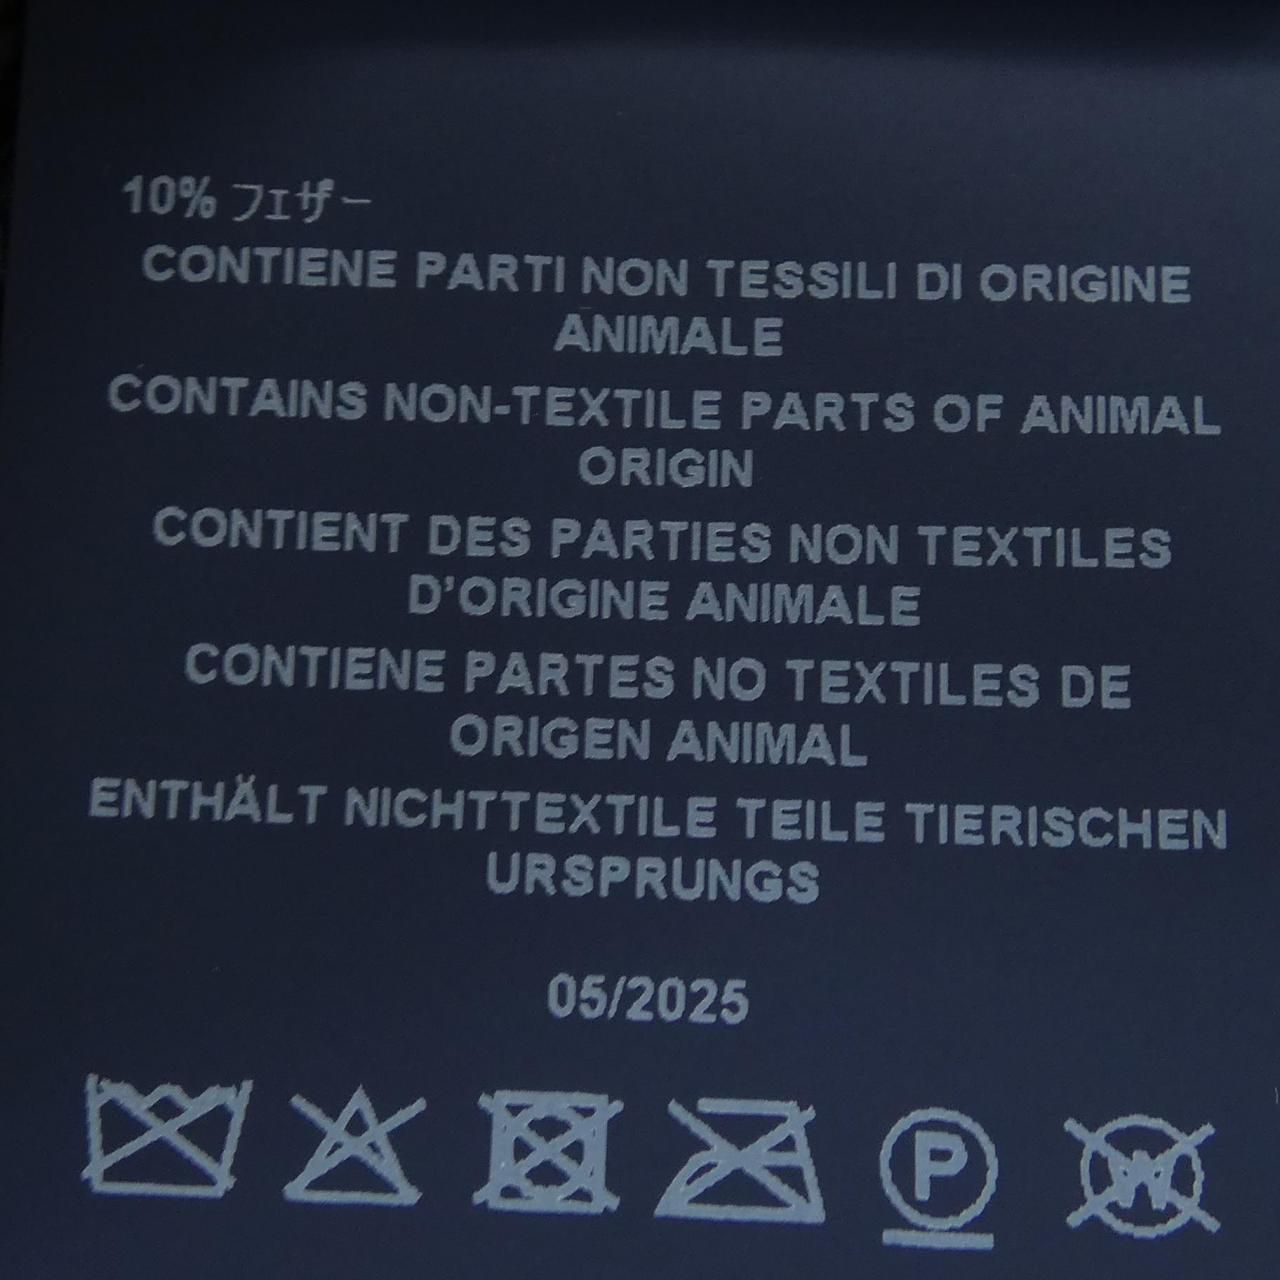 10% フェザー
CONTIENE PARTI NON TESSILI DI ORIGINE
ANIMALE
CONTAINS NON-TEXTILE PARTS OF ANIMAL
ORIGIN
CONTIENT DES PARTIES NON TEXTILES
D'ORIGINE ANIMALE
CONTIENE PARTES NO TEXTILES DE
ORIGEN ANIMAL
ENTHÄLT NICHTTEXTILE TEILE TIERISCHEN
URSPRUNGS
05/2025
P W